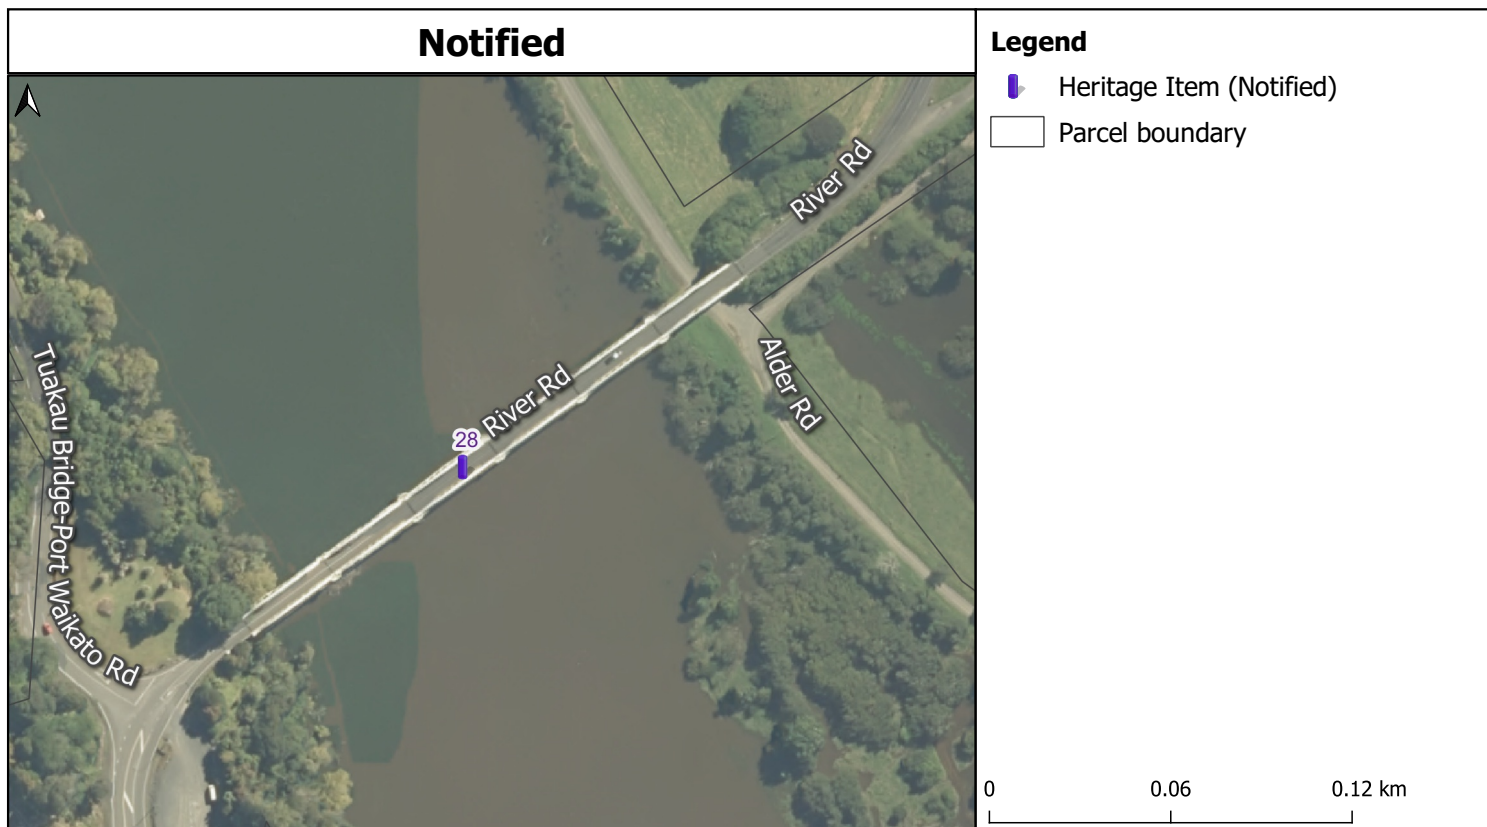 Notified
Legend
Heritage Item (Notified)
Parcel boundary
River Rd
Tuakau Bridge-Port Waikato Rd
River Rd
Alder Rd
28
0 0.06 0.12 km